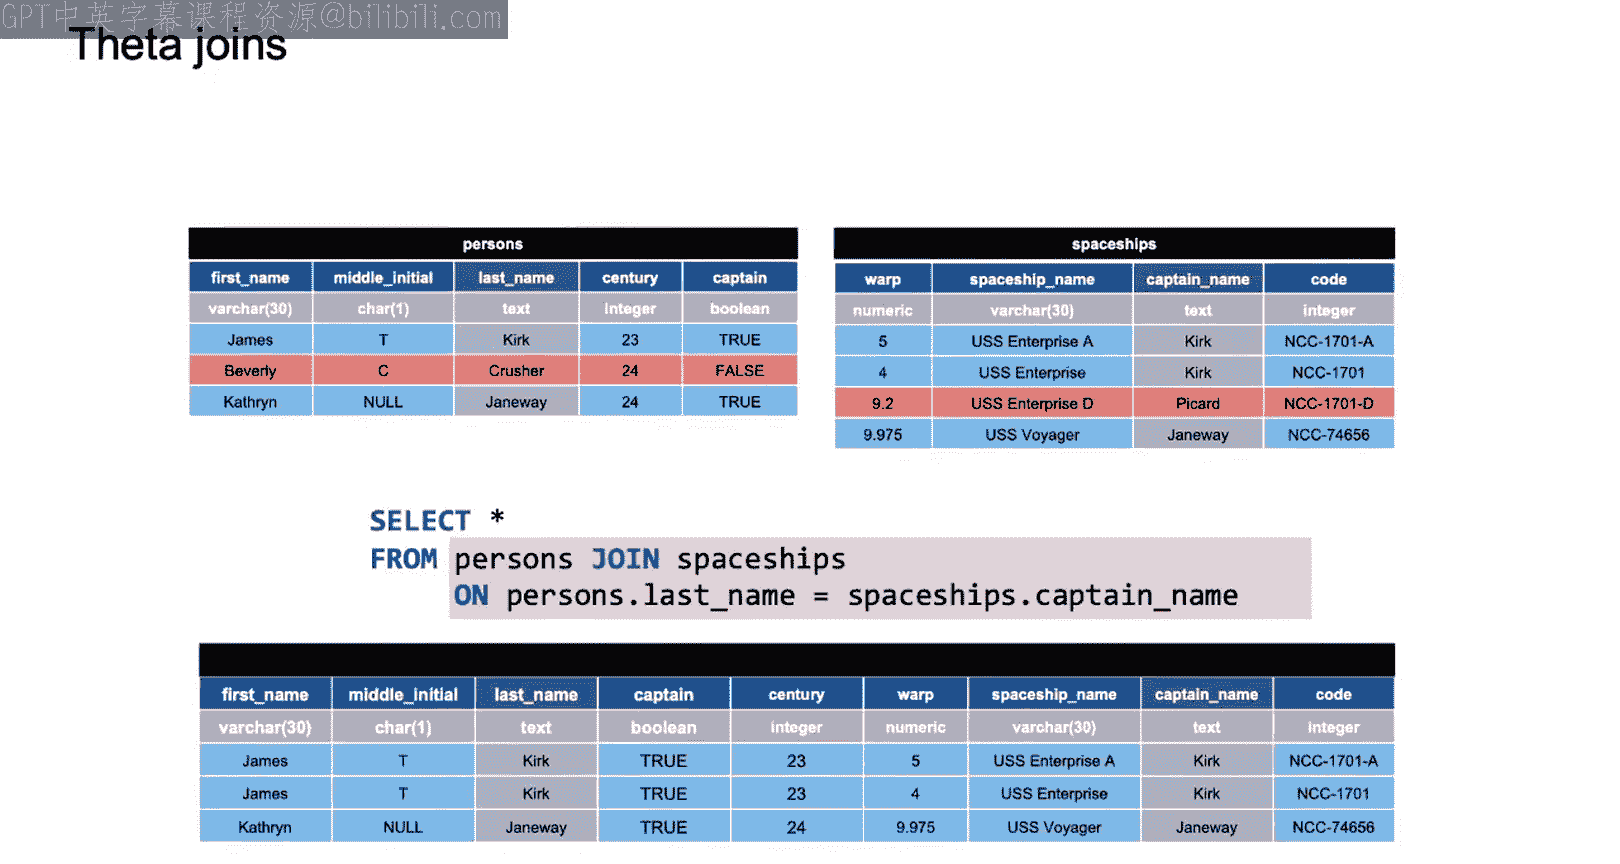 GPT中英字幕课程资源@bilibili.com
Theta joins
persons
first_name middle_initial last_name century captain
varchar(30) char(1) text integer boolean
James T Kirk 23 TRUE
Beverly C Crusher 24 FALSE
Kathryn NULL Janeway 24 TRUE
spaceships
warp spaceship_name captain_name code
numeric varchar(30) text integer
5 USS Enterprise A Kirk NCC-1701-A
4 USS Enterprise Kirk NCC-1701
9.2 USS Enterprise D Picard NCC-1701-D
9.975 USS Voyager Janeway NCC-74656
SELECT *
FROM persons JOIN spaceships
ON persons.last_name = spaceships.captain_name
first_name middle_initial last_name captain century warp spaceship_name captain_name code
varchar(30) char(1) text boolean integer numeric varchar(30) text integer
James T Kirk TRUE 23 5 USS Enterprise A Kirk NCC-1701-A
James T Kirk TRUE 23 4 USS Enterprise Kirk NCC-1701
Kathryn NULL Janeway TRUE 24 9.975 USS Voyager Janeway NCC-74656